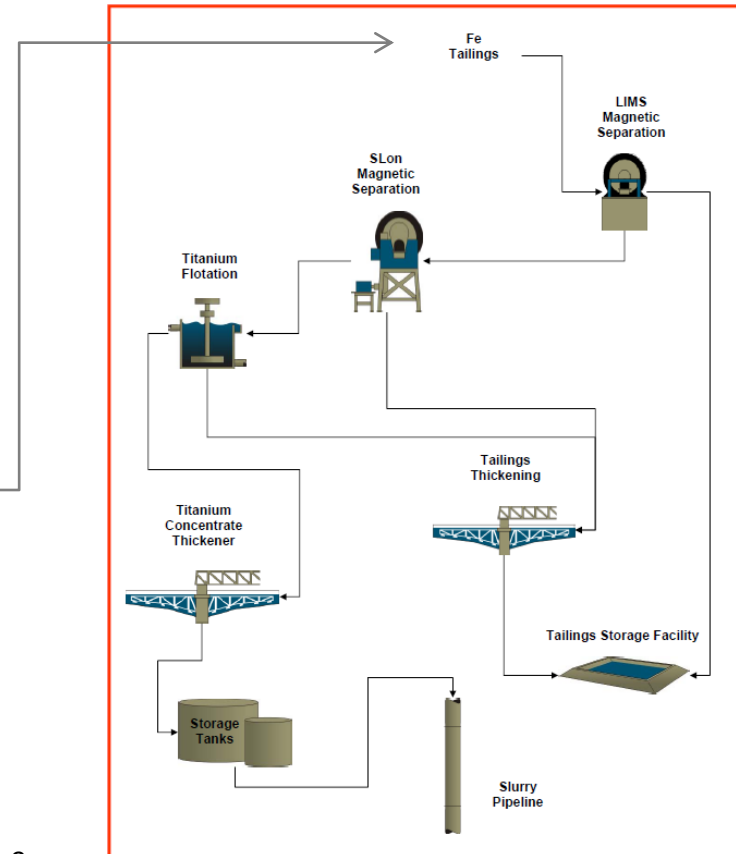 Fe
Tailings
LIMS
Magnetic
Separation
SLon
Magnetic
Separation
Titanium
Flotation
Tailings
Thickening
Titanium
Concentrate
Thickener
Tailings Storage Facility
Storage
Tanks
Slurry
Pipeline